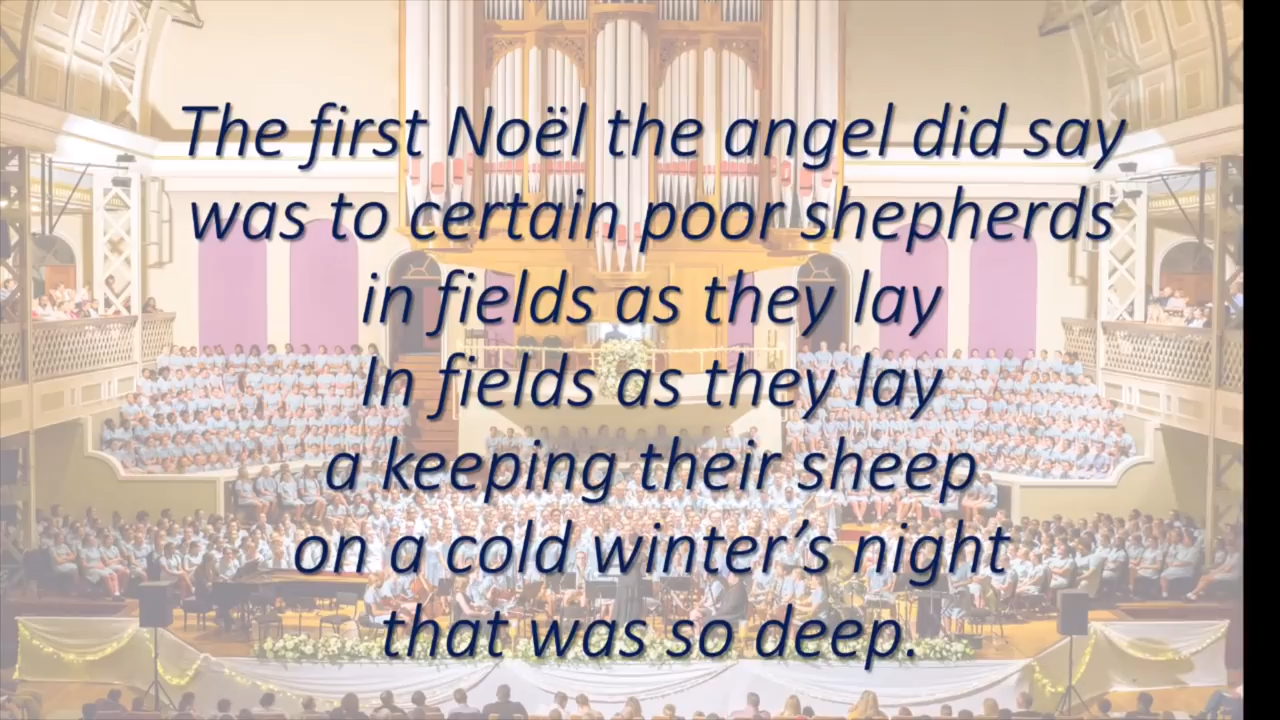 The first Noël the angel did say
was to certain poor shepherds
in fields as they lay
In fields as they lay
a keeping their sheep
on a cold winter’s night
that was so deep.